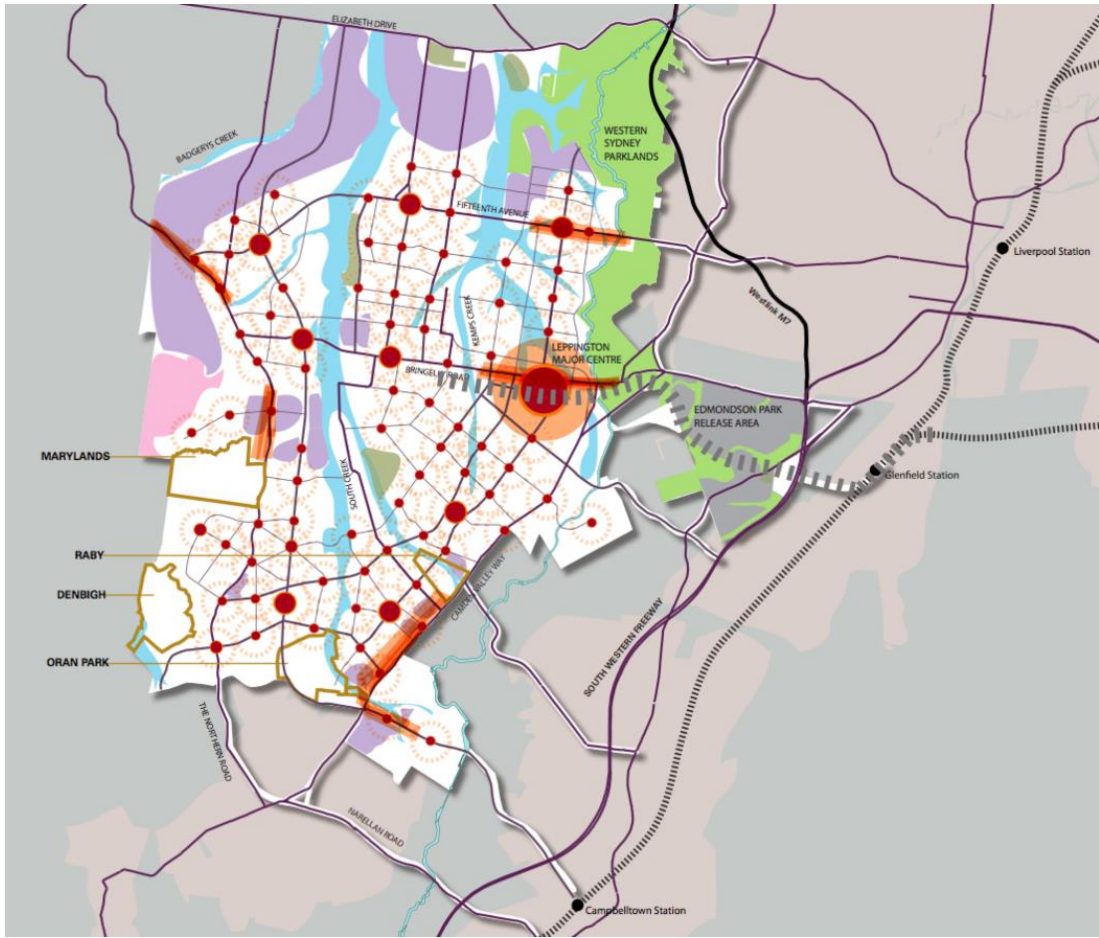 ELIZABETH DRIVE
BADGERYS CREEK
WESTERN
SYDNEY
PARKLANDS
FIFTEENTH AVENUE
Liverpool Station
Westlink M7
KEMPS CREEK
LEPPINGTON
MAJOR CENTRE
BRINGELLY ROAD
EDMONDSON PARK
RELEASE AREA
MARYLANDS
Glenfield Station
SOUTH CREEK
RABY
DENBIGH
CAMDEN VALLEY WAY
ORAN PARK
SOUTH WESTERN FREEWAY
THE NORTHERN ROAD
NARELLAN ROAD
Campbelltown Station